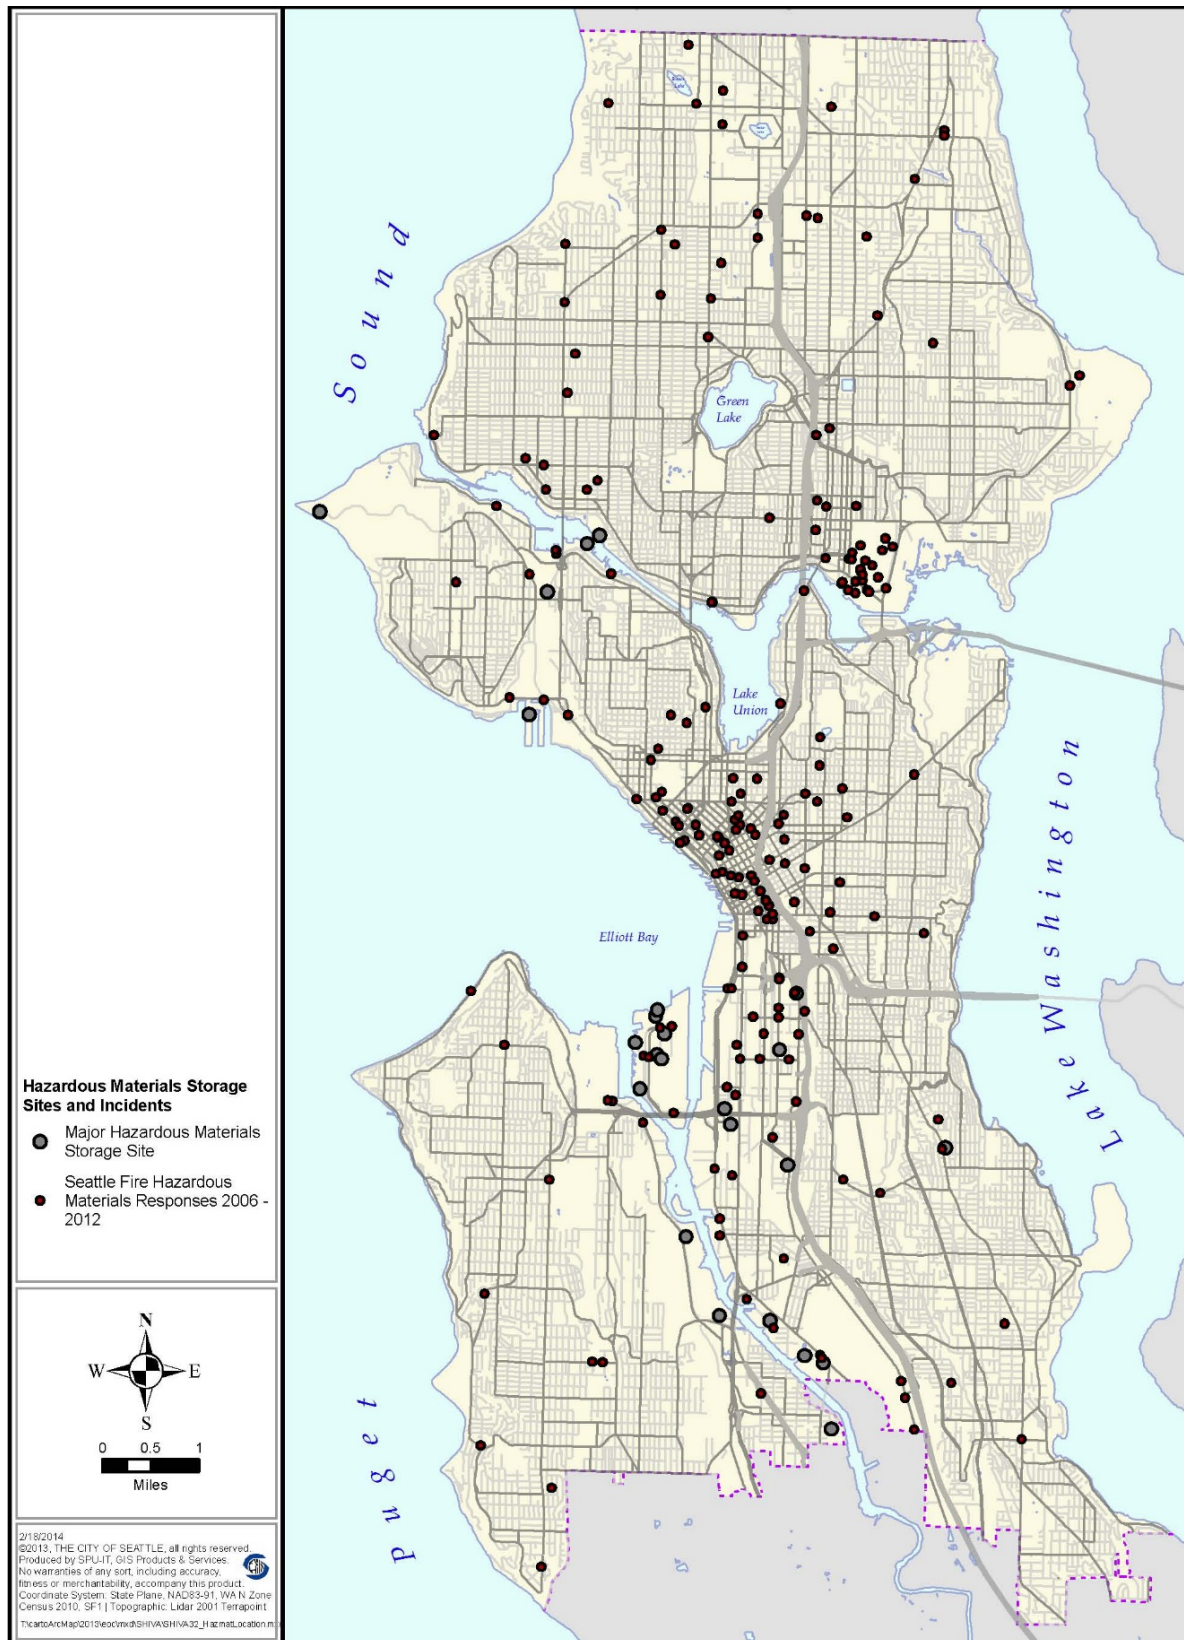 Hazardous Materials Storage
Sites and Incidents
Major Hazardous Materials
Storage Site
Seattle Fire Hazardous
Materials Responses 2006 -
2012
N
W E
S
0 0.5 1
Miles
2/18/2014
©2013, THE CITY OF SEATTLE, all rights reserved.
Produced by SPU-IT, GIS Products & Services.
No warranties of any sort, including accuracy,
fitness or merchantability, accompany this product.
Coordinate System: State Plane, NAD83-91, WA N Zone
Census 2010, SF1 | Topographic: Lidar 2001 Terrapoint
Puget Sound
Green
Lake
Lake
Union
Elliott Bay
Lake Washington